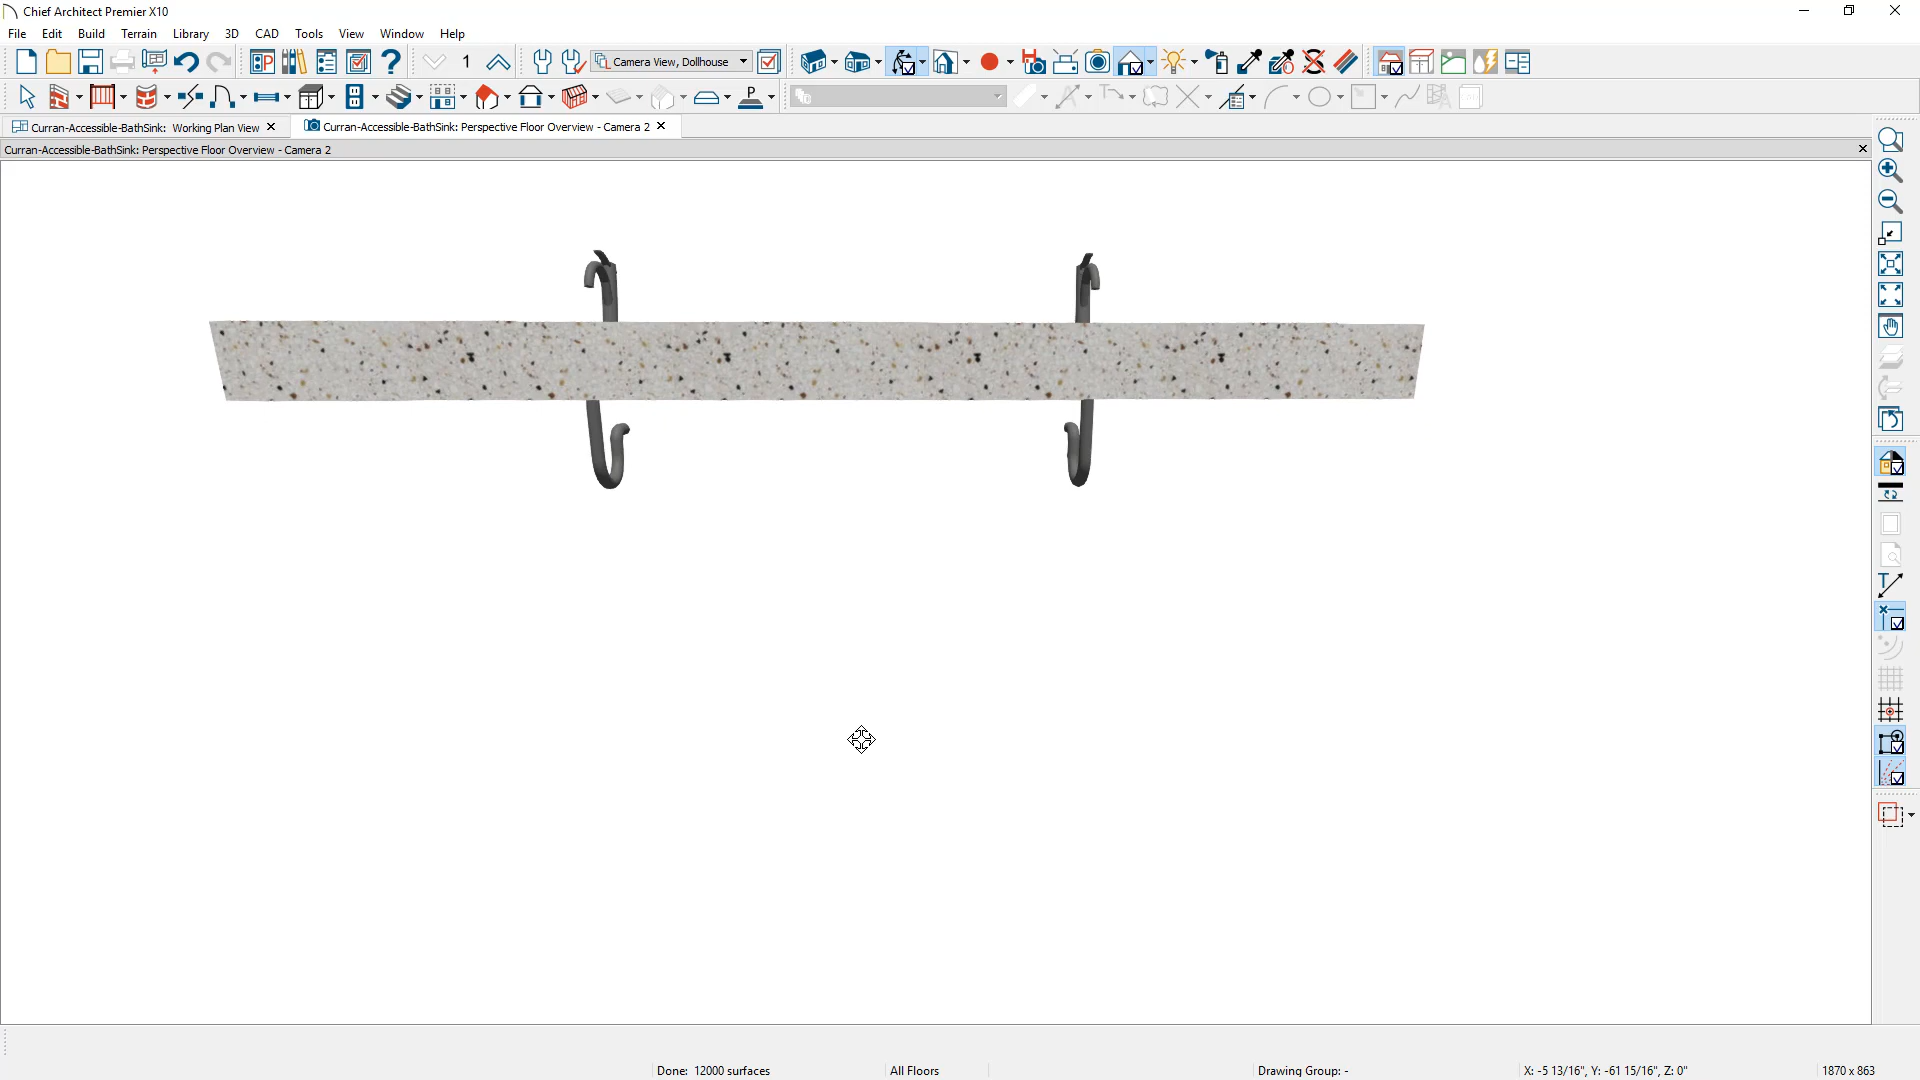 Chief Architect Premier X10
File Edit Build Terrain Library 3D CAD Tools View Window Help
1 Camera View, Dollhouse
P
Curran-Accessible-BathSink: Working Plan View Curran-Accessible-BathSink: Perspective Floor Overview - Camera 2
Curran-Accessible-BathSink: Perspective Floor Overview - Camera 2
T
Done: 12000 surfaces All Floors Drawing Group: - X: -5 13/16", Y: -61 15/16", Z: 0" 1870 x 863